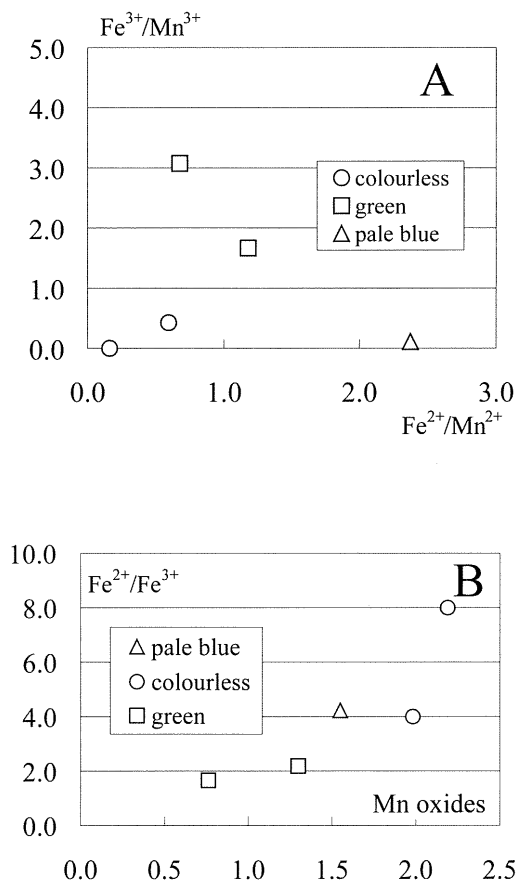 Fe³⁺/Mn³⁺
5.0
A
4.0
3.0
colourless
green
pale blue
2.0
1.0
0.0
0.0 1.0 2.0 3.0
Fe²⁺/Mn²⁺
10.0
Fe²⁺/Fe³⁺
B
8.0
pale blue
colourless
green
6.0
4.0
2.0
Mn oxides
0.0
0.0 0.5 1.0 1.5 2.0 2.5